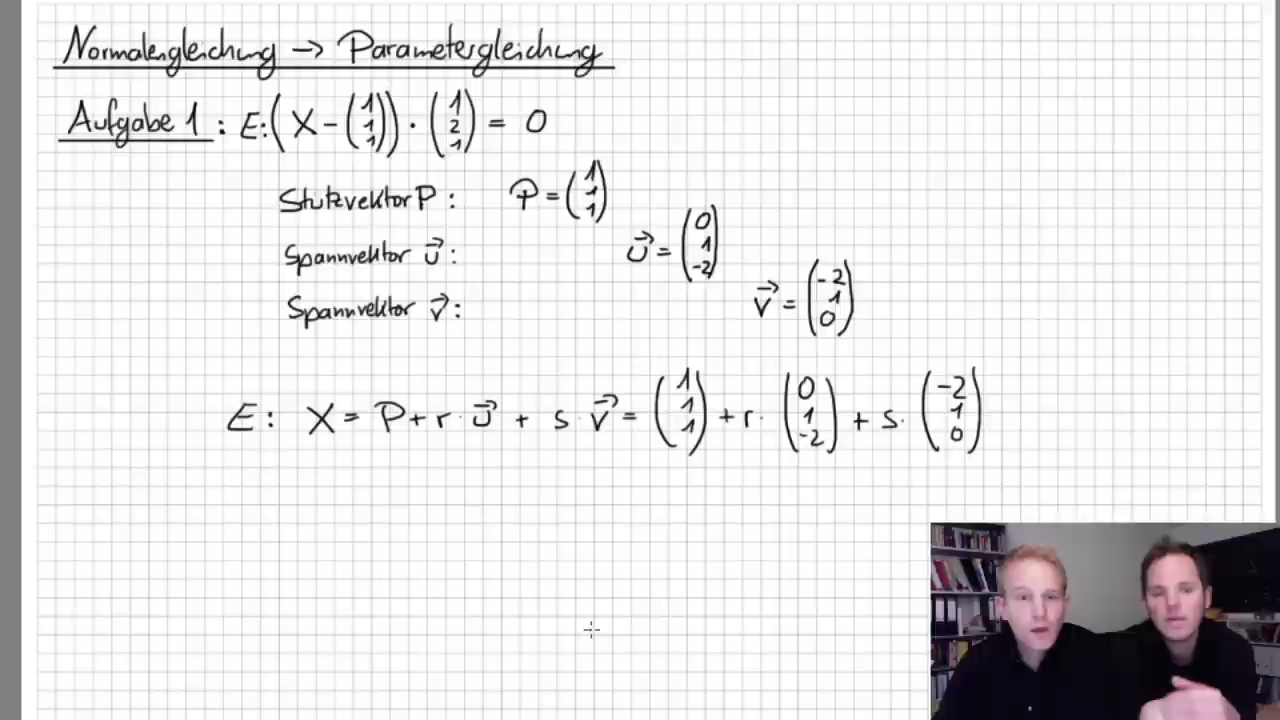 Normalengleichung → Parametergleichung
Aufgabe 1 : E: (X - (1 1 1)) · (1 2 1) = 0
Stutzvektor P : P = (1 1 1)
Spannvektor u⃗ : u⃗ = (0 1 -2)
Spannvektor v⃗ : v⃗ = (-2 1 0)
E : X = P + r · u⃗ + s · v⃗ = (1 1 1) + r · (0 1 -2) + s · (-2 1 0)